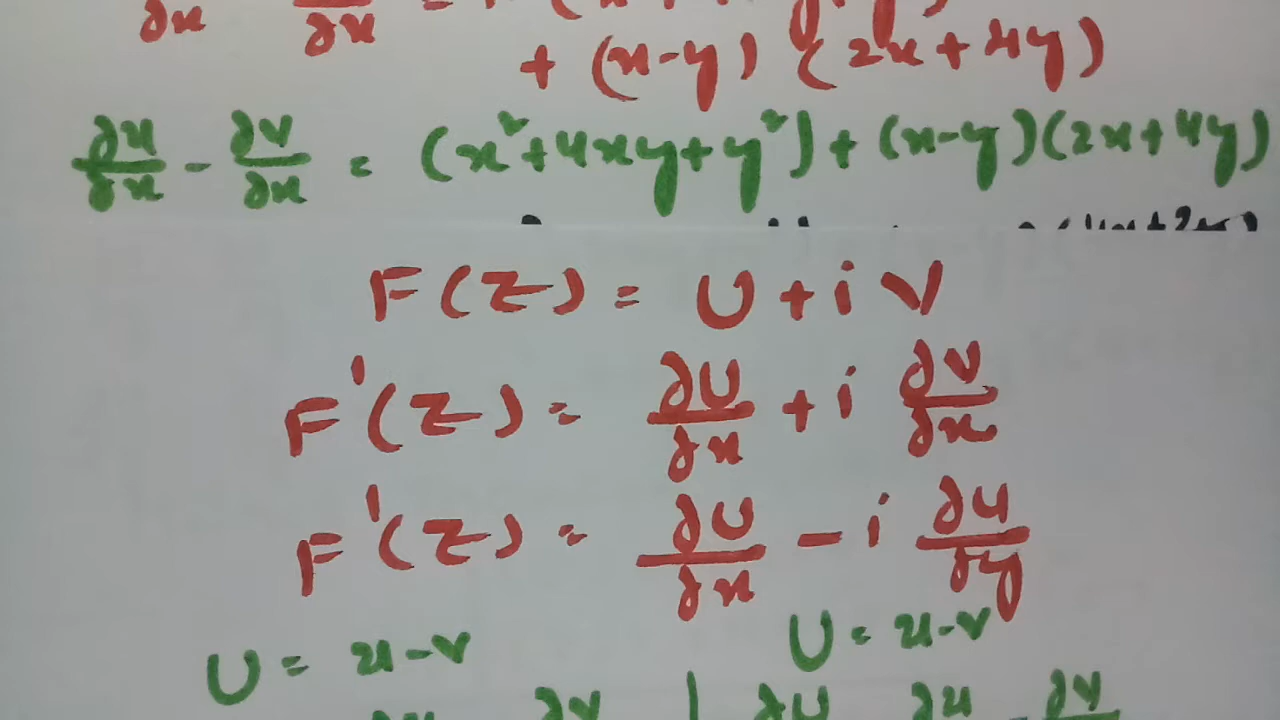 ∂x ∂x
+ (x-y) (2x+4y)
∂u/∂x - ∂v/∂x = (x²+4xy+y²)+(x-y)(2x+4y)
F(Z) = U+iV
F'(Z) = ∂U/∂x + i ∂V/∂x
F'(Z) = ∂U/∂x - i ∂u/∂y
U = u-v U = u-v
∂v ∂U ∂u - ∂v